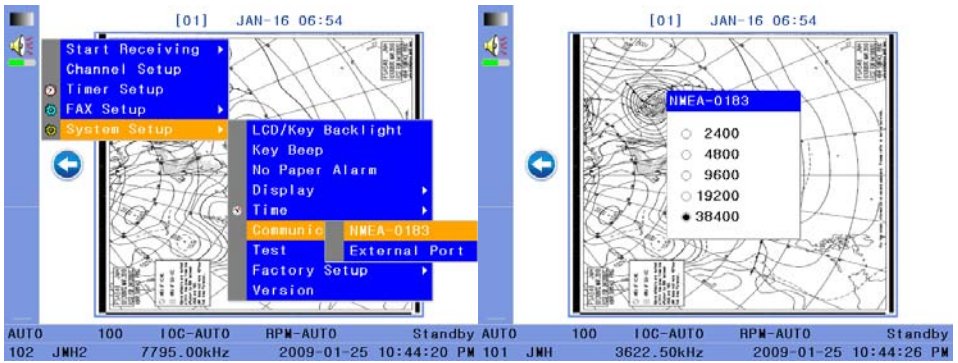 [01] JAN-16 06:54
Start Receiving
Channel Setup
Timer Setup
FAX Setup
System Setup
LCD/Key Backlight
Key Beep
No Paper Alarm
Display
Time
Communic
NMEA-0183
External Port
Test
Factory Setup
Version
AUTO 100 IOC-AUTO RPM-AUTO Standby
102 JMH2 7795.00kHz 2009-01-25 10:44:20 PM
[01] JAN-16 06:54
NMEA-0183
2400
4800
9600
19200
38400
AUTO 100 IOC-AUTO RPM-AUTO Standby
101 JMH 3622.50kHz 2009-01-25 10:44:26 PM